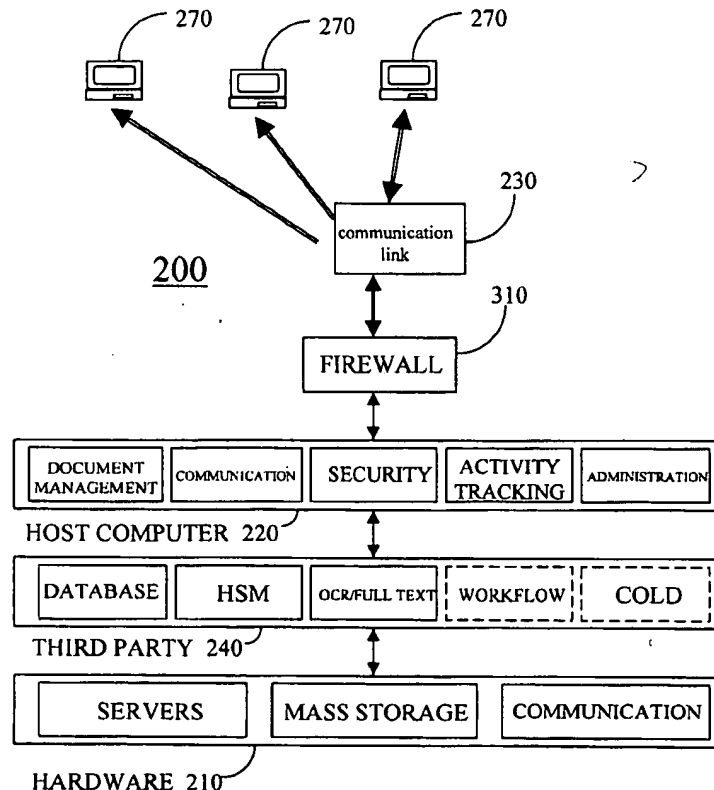 270
270
270
230
communication
link
200
310
FIREWALL
DOCUMENT
MANAGEMENT
COMMUNICATION
SECURITY
ACTIVITY
TRACKING
ADMINISTRATION
HOST COMPUTER 220
DATABASE
HSM
OCR/FULL TEXT
WORKFLOW
COLD
THIRD PARTY 240
SERVERS
MASS STORAGE
COMMUNICATION
HARDWARE 210